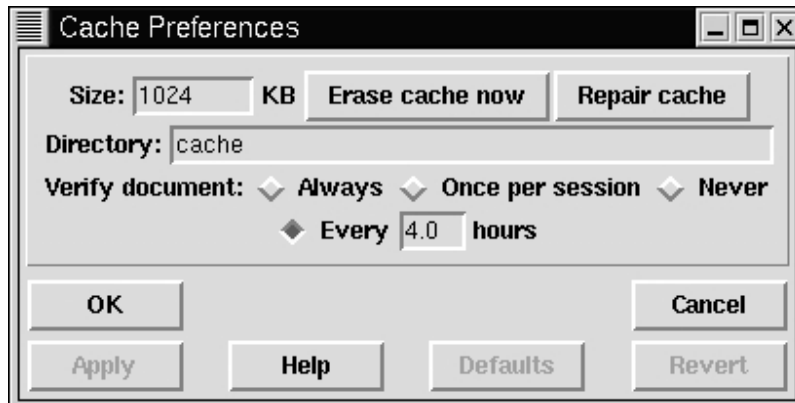 Cache Preferences
Size: 1024 KB Erase cache now Repair cache
Directory: cache
Verify document: Always Once per session Never
Every 4.0 hours
OK Cancel
Apply Help Defaults Revert